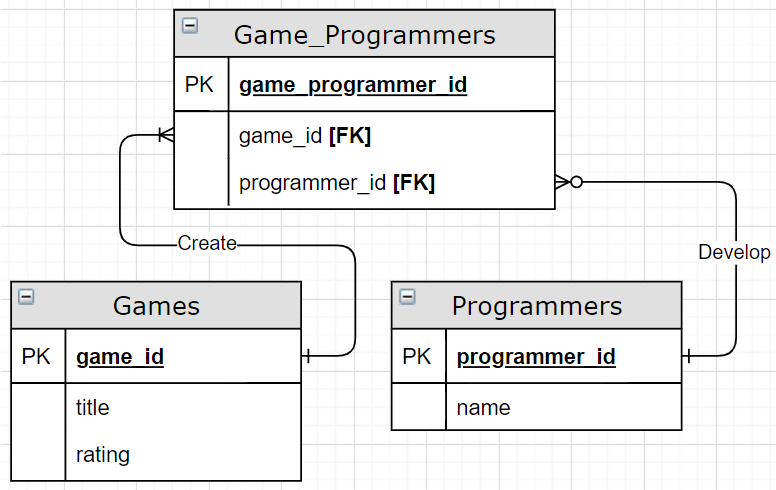 Game_Programmers
PK game_programmer_id
game_id [FK]
programmer_id [FK]
Create
Develop
Games
PK game_id
title
rating
Programmers
PK programmer_id
name